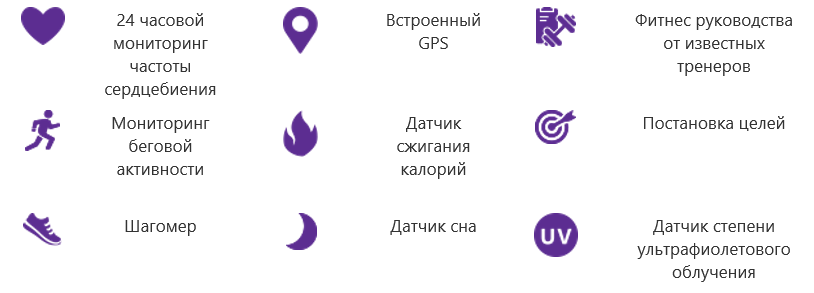 24 часовой
мониторинг
частоты
сердцебиения
Встроенный
GPS
Фитнес руководства
от известных
тренеров
Мониторинг
беговой
активности
Датчик
сжигания
калорий
Постановка целей
Шагомер
Датчик сна
UV
Датчик степени
ультрафиолетового
облучения